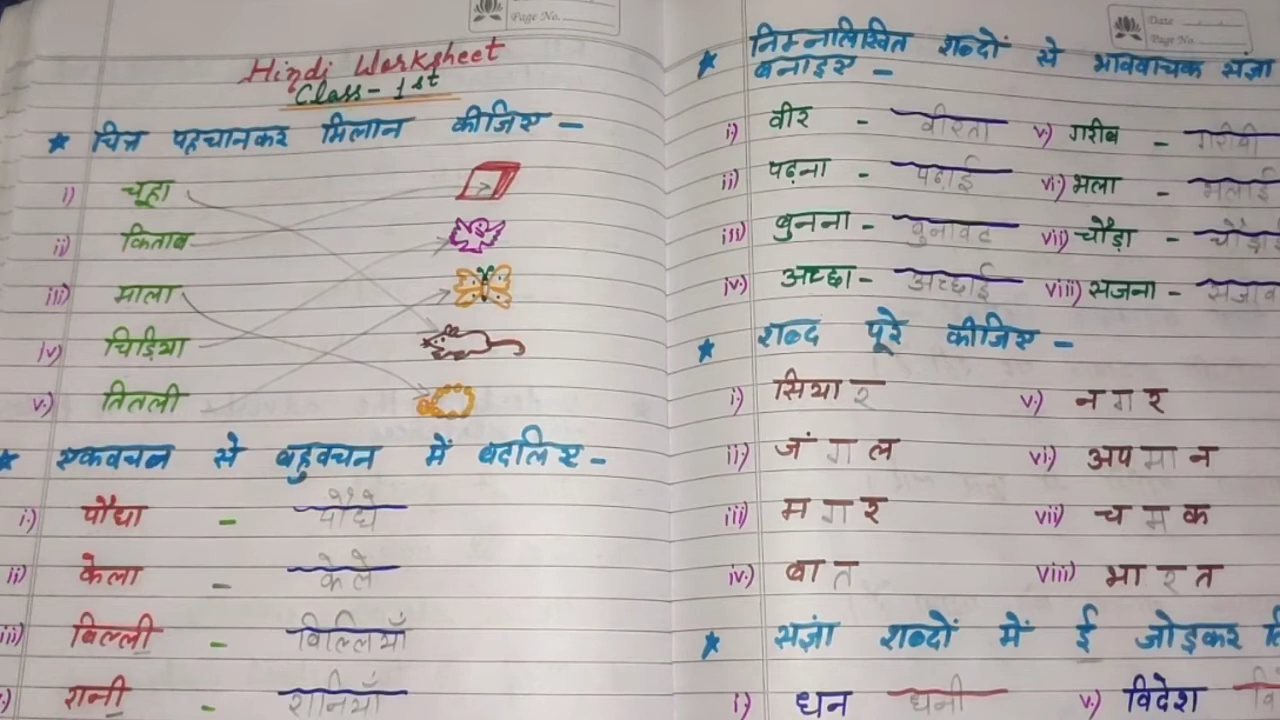 Page No.
Hindi Worksheet
Class - 1st
★ चित्र पहचानकर मिलान कीजिए -
i) चूहा
ii) किताब
iii) माला
iv) चिड़िया
v.) तितली
★ एकवचन से बहुवचन में बदलिए -
i.) पौधा - पौधे
ii) केला - केले
iii) बिल्ली - बिल्लियाँ
रानी - रानियाँ
Date
Page No.
★ निम्नलिखित शब्दों से भाववाचक संज्ञा
बनाइए -
i.) वीर - वीरता v.) गरीब - गरीबी
ii) पढ़ना - पढ़ाई vi.) भला - भलाई
iii) बुनना - बुनावट vii) चौड़ा -
iv.) अच्छा - अच्छाई viii) सजना -
★ शब्द पूरे कीजिए -
i.) सियार v.) नगर
ii.) जंगल vi.) अपमान
iii) मगर vii) चमक
iv.) बात viii) भारत
★ सज्ञां शब्दों में ई जोड़कर
i.) धन धनी v.) विदेश